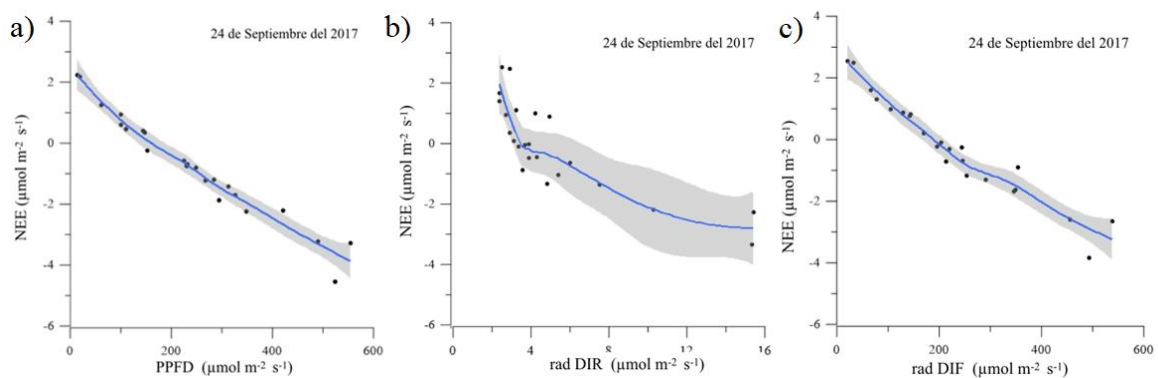 a)
24 de Septiembre del 2017
4
2
0
-2
-4
-6
NEE (µmol m⁻² s⁻¹)
0
200
400
600
PPFD (µmol m⁻² s⁻¹)
b)
24 de Septiembre del 2017
4
2
0
-2
-4
-6
NEE (µmol m⁻² s⁻¹)
0
4
8
12
16
rad DIR (µmol m⁻² s⁻¹)
c)
24 de Septiembre del 2017
4
2
0
-2
-4
-6
NEE (µmol m⁻² s⁻¹)
0
200
400
600
rad DIF (µmol m⁻² s⁻¹)